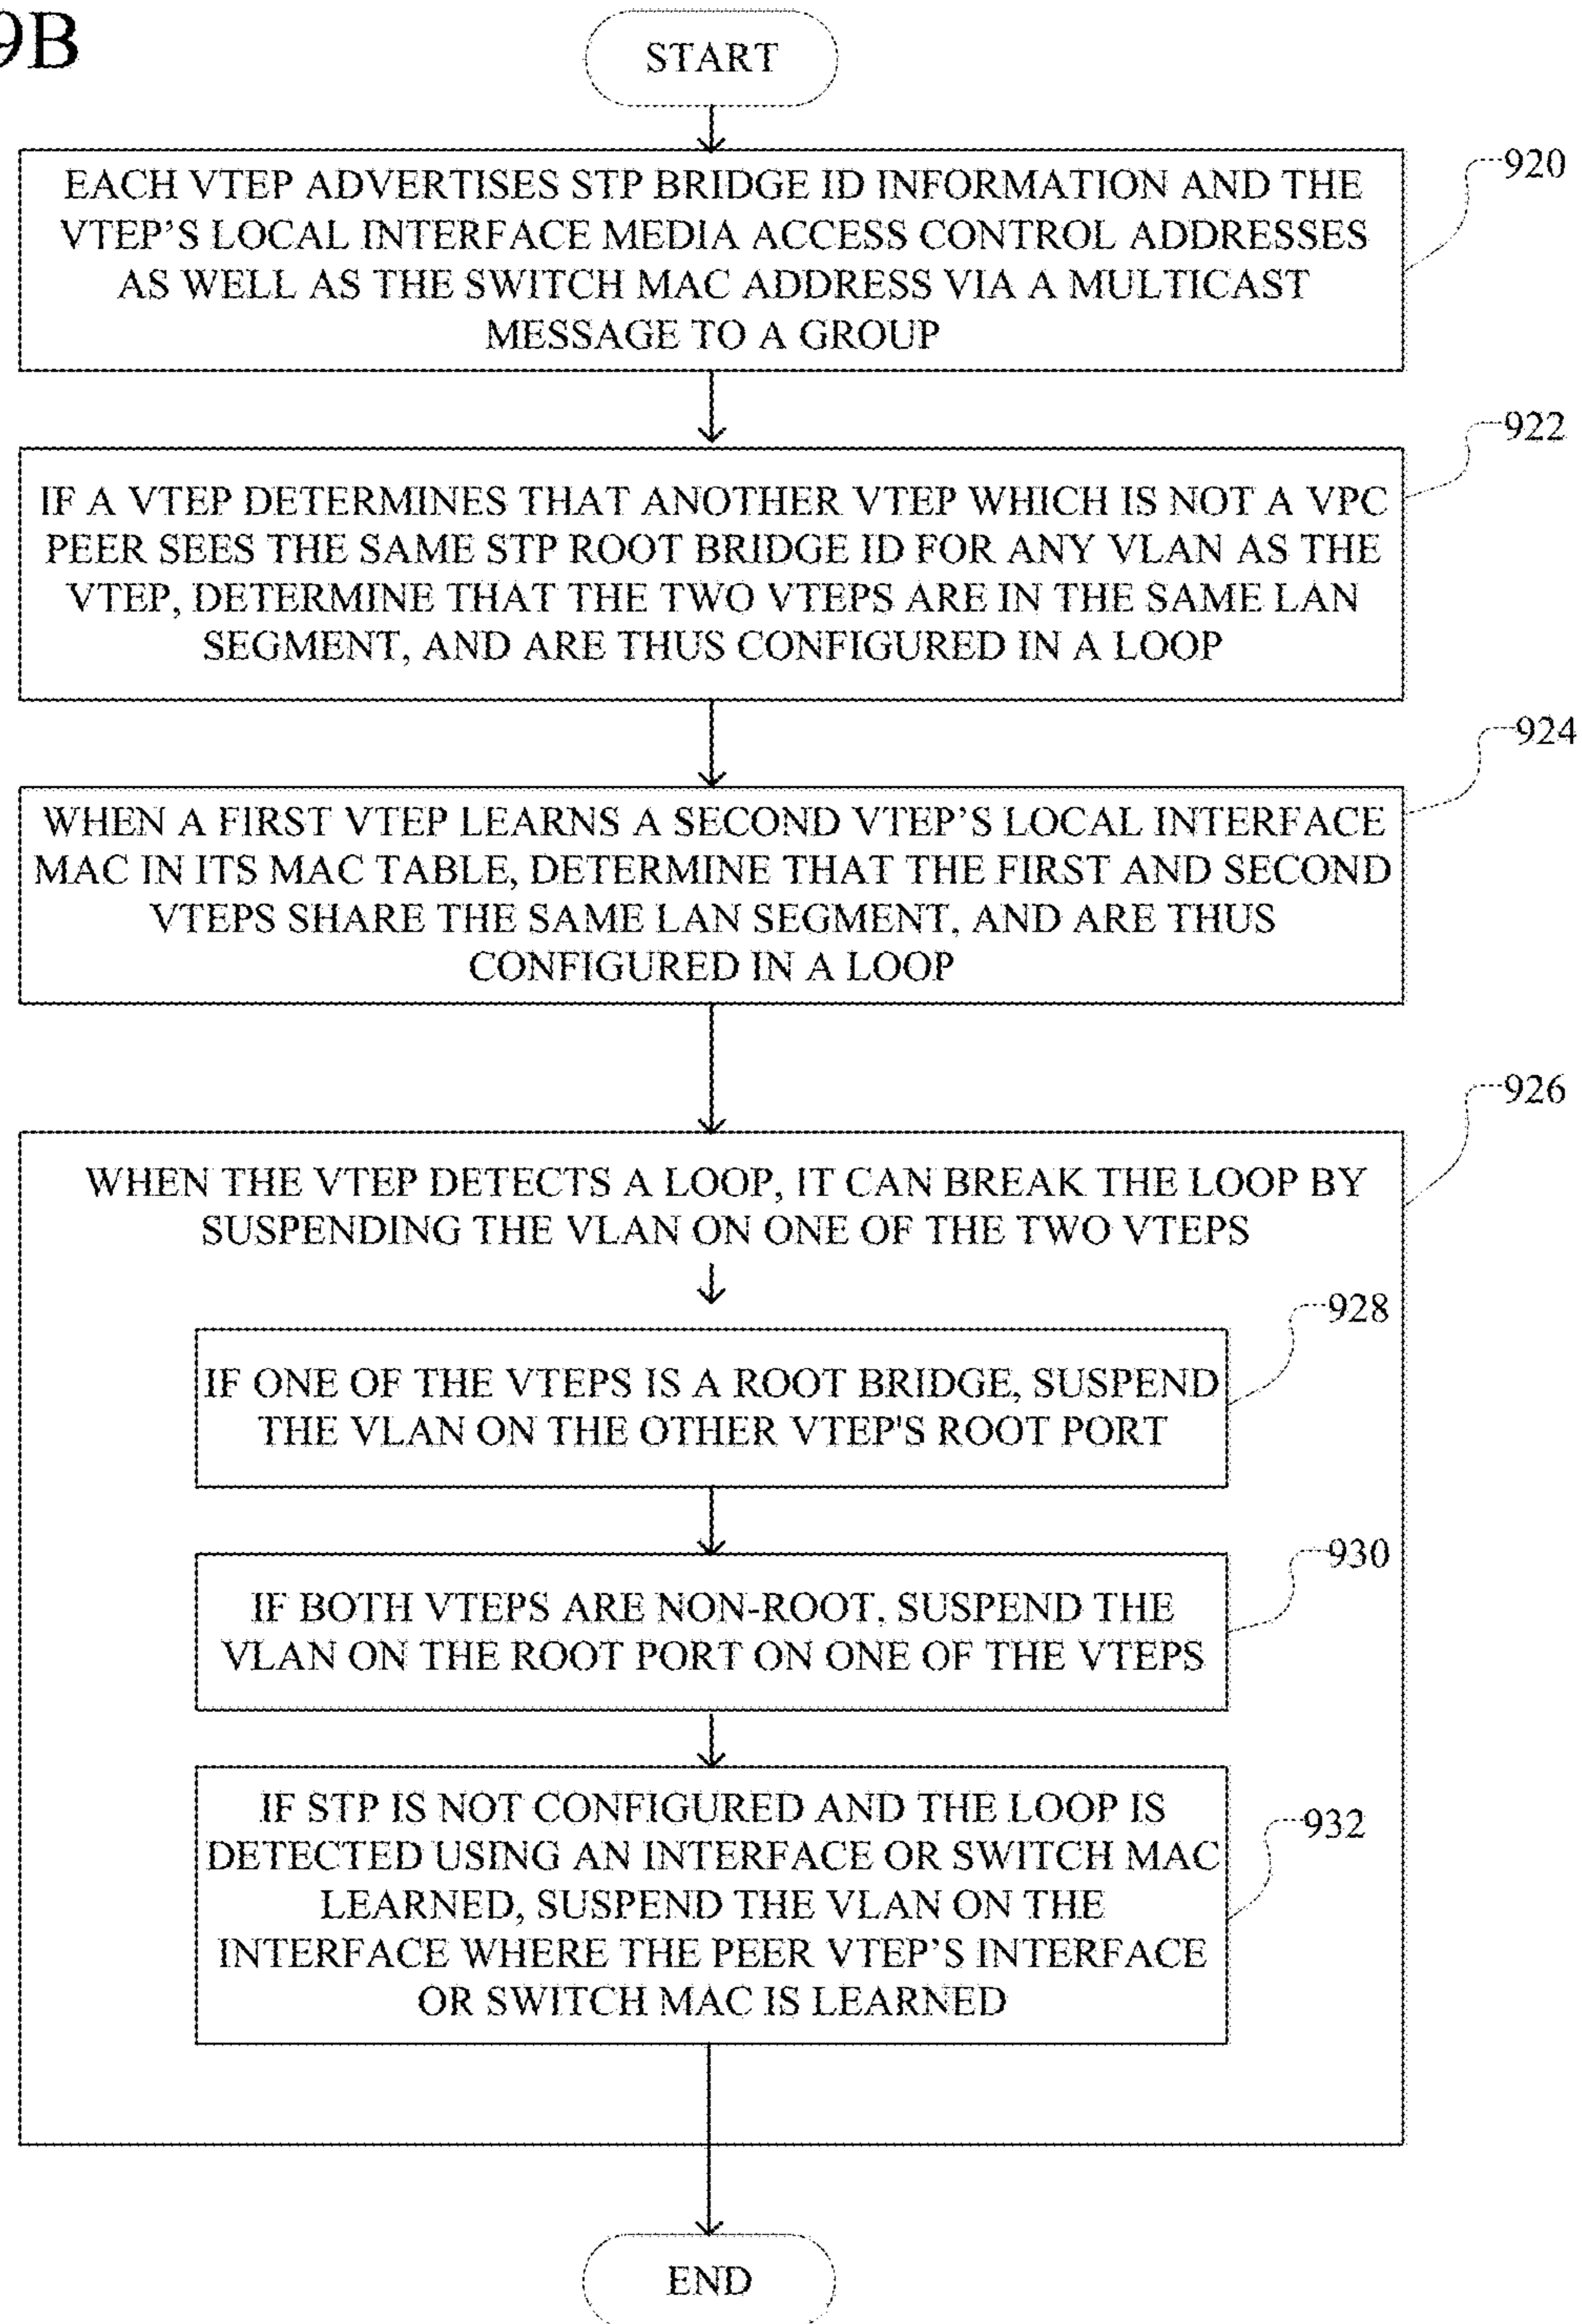 9B
START
EACH VTEP ADVERTISES STP BRIDGE ID INFORMATION AND THE
VTEP'S LOCAL INTERFACE MEDIA ACCESS CONTROL ADDRESSES
AS WELL AS THE SWITCH MAC ADDRESS VIA A MULTICAST
MESSAGE TO A GROUP
920
IF A VTEP DETERMINES THAT ANOTHER VTEP WHICH IS NOT A VPC
PEER SEES THE SAME STP ROOT BRIDGE ID FOR ANY VLAN AS THE
VTEP, DETERMINE THAT THE TWO VTEPS ARE IN THE SAME LAN
SEGMENT, AND ARE THUS CONFIGURED IN A LOOP
922
WHEN A FIRST VTEP LEARNS A SECOND VTEP'S LOCAL INTERFACE
MAC IN ITS MAC TABLE, DETERMINE THAT THE FIRST AND SECOND
VTEPS SHARE THE SAME LAN SEGMENT, AND ARE THUS
CONFIGURED IN A LOOP
924
WHEN THE VTEP DETECTS A LOOP, IT CAN BREAK THE LOOP BY
SUSPENDING THE VLAN ON ONE OF THE TWO VTEPS
926
IF ONE OF THE VTEPS IS A ROOT BRIDGE, SUSPEND
THE VLAN ON THE OTHER VTEP'S ROOT PORT
928
IF BOTH VTEPS ARE NON-ROOT, SUSPEND THE
VLAN ON THE ROOT PORT ON ONE OF THE VTEPS
930
IF STP IS NOT CONFIGURED AND THE LOOP IS
DETECTED USING AN INTERFACE OR SWITCH MAC
LEARNED, SUSPEND THE VLAN ON THE
INTERFACE WHERE THE PEER VTEP'S INTERFACE
OR SWITCH MAC IS LEARNED
932
END